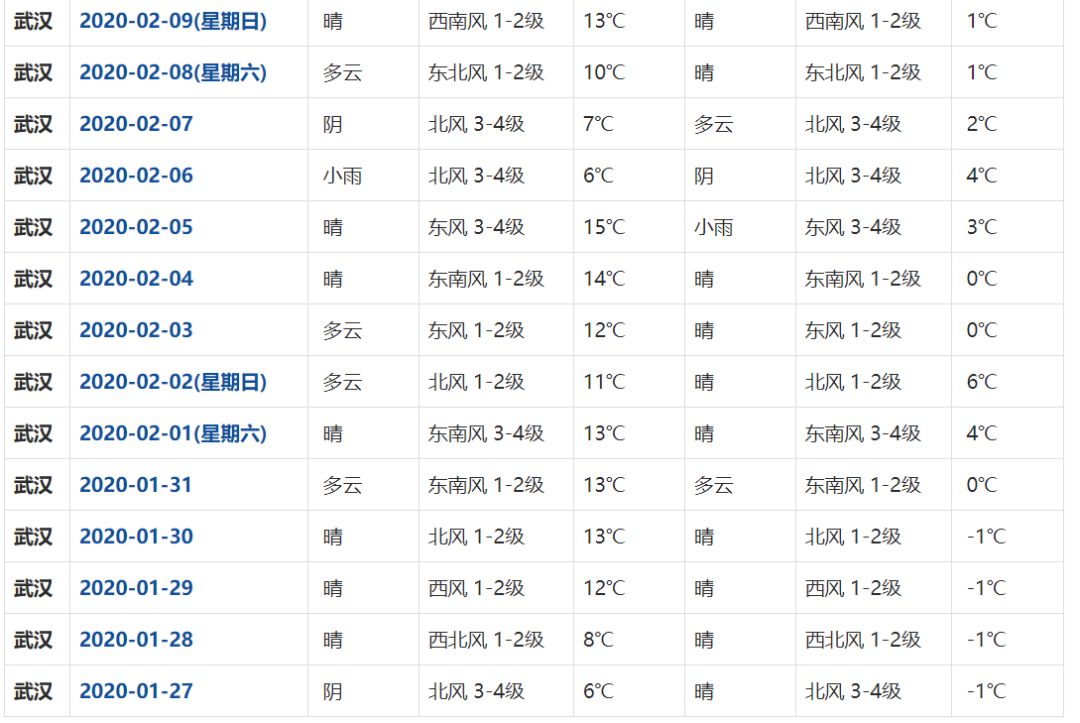 武汉 2020-02-09(星期日) 晴 西南风 1-2级 13℃ 晴 西南风 1-2级 1℃
武汉 2020-02-08(星期六) 多云 东北风 1-2级 10℃ 晴 东北风 1-2级 1℃
武汉 2020-02-07 阴 北风 3-4级 7℃ 多云 北风 3-4级 2℃
武汉 2020-02-06 小雨 北风 3-4级 6℃ 阴 北风 3-4级 4℃
武汉 2020-02-05 晴 东风 3-4级 15℃ 小雨 东风 3-4级 3℃
武汉 2020-02-04 晴 东南风 1-2级 14℃ 晴 东南风 1-2级 0℃
武汉 2020-02-03 多云 东风 1-2级 12℃ 晴 东风 1-2级 0℃
武汉 2020-02-02(星期日) 多云 北风 1-2级 11℃ 晴 北风 1-2级 6℃
武汉 2020-02-01(星期六) 晴 东南风 3-4级 13℃ 晴 东南风 3-4级 4℃
武汉 2020-01-31 多云 东南风 1-2级 13℃ 多云 东南风 1-2级 0℃
武汉 2020-01-30 晴 北风 1-2级 13℃ 晴 北风 1-2级 -1℃
武汉 2020-01-29 晴 西风 1-2级 12℃ 晴 西风 1-2级 -1℃
武汉 2020-01-28 晴 西北风 1-2级 8℃ 晴 西北风 1-2级 -1℃
武汉 2020-01-27 阴 北风 3-4级 6℃ 晴 北风 3-4级 -1℃